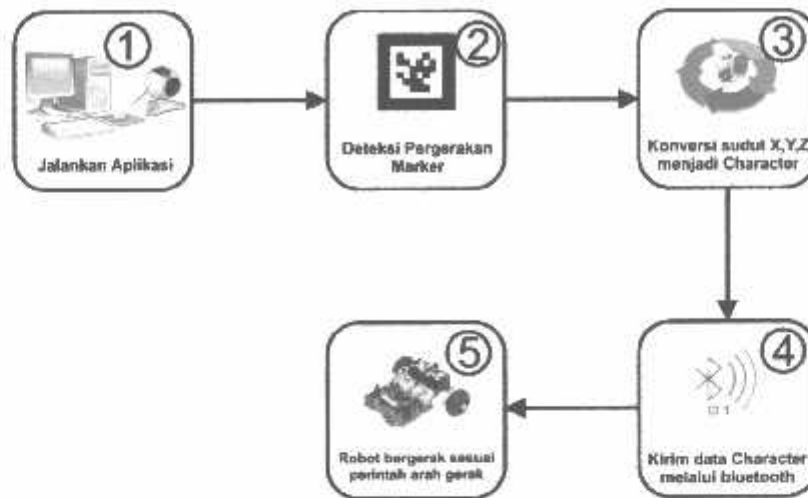 1
Jalankan Aplikasi
2
Deteksi Pergerakan
Marker
3
Konversi sudut X,Y,Z
menjadi Character
4
Kirim data Character
melalui bluetooth
5
Robot bergerak sesuai
perintah arah gerak